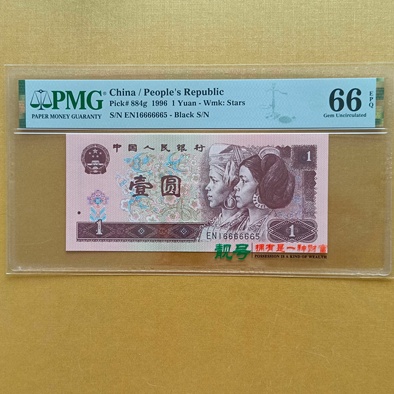 PMG
PAPER MONEY GUARANTY
China / People's Republic
Pick# 884g 1996 1 Yuan - Wmk: Stars
S/N EN16666665 - Black S/N
66 EPQ
Gem Uncirculated
中国人民银行
1
壹圆
EN16666665
1
1
靓号
拥有是一种财富
POSSESSION IS A KIND OF WEALTH